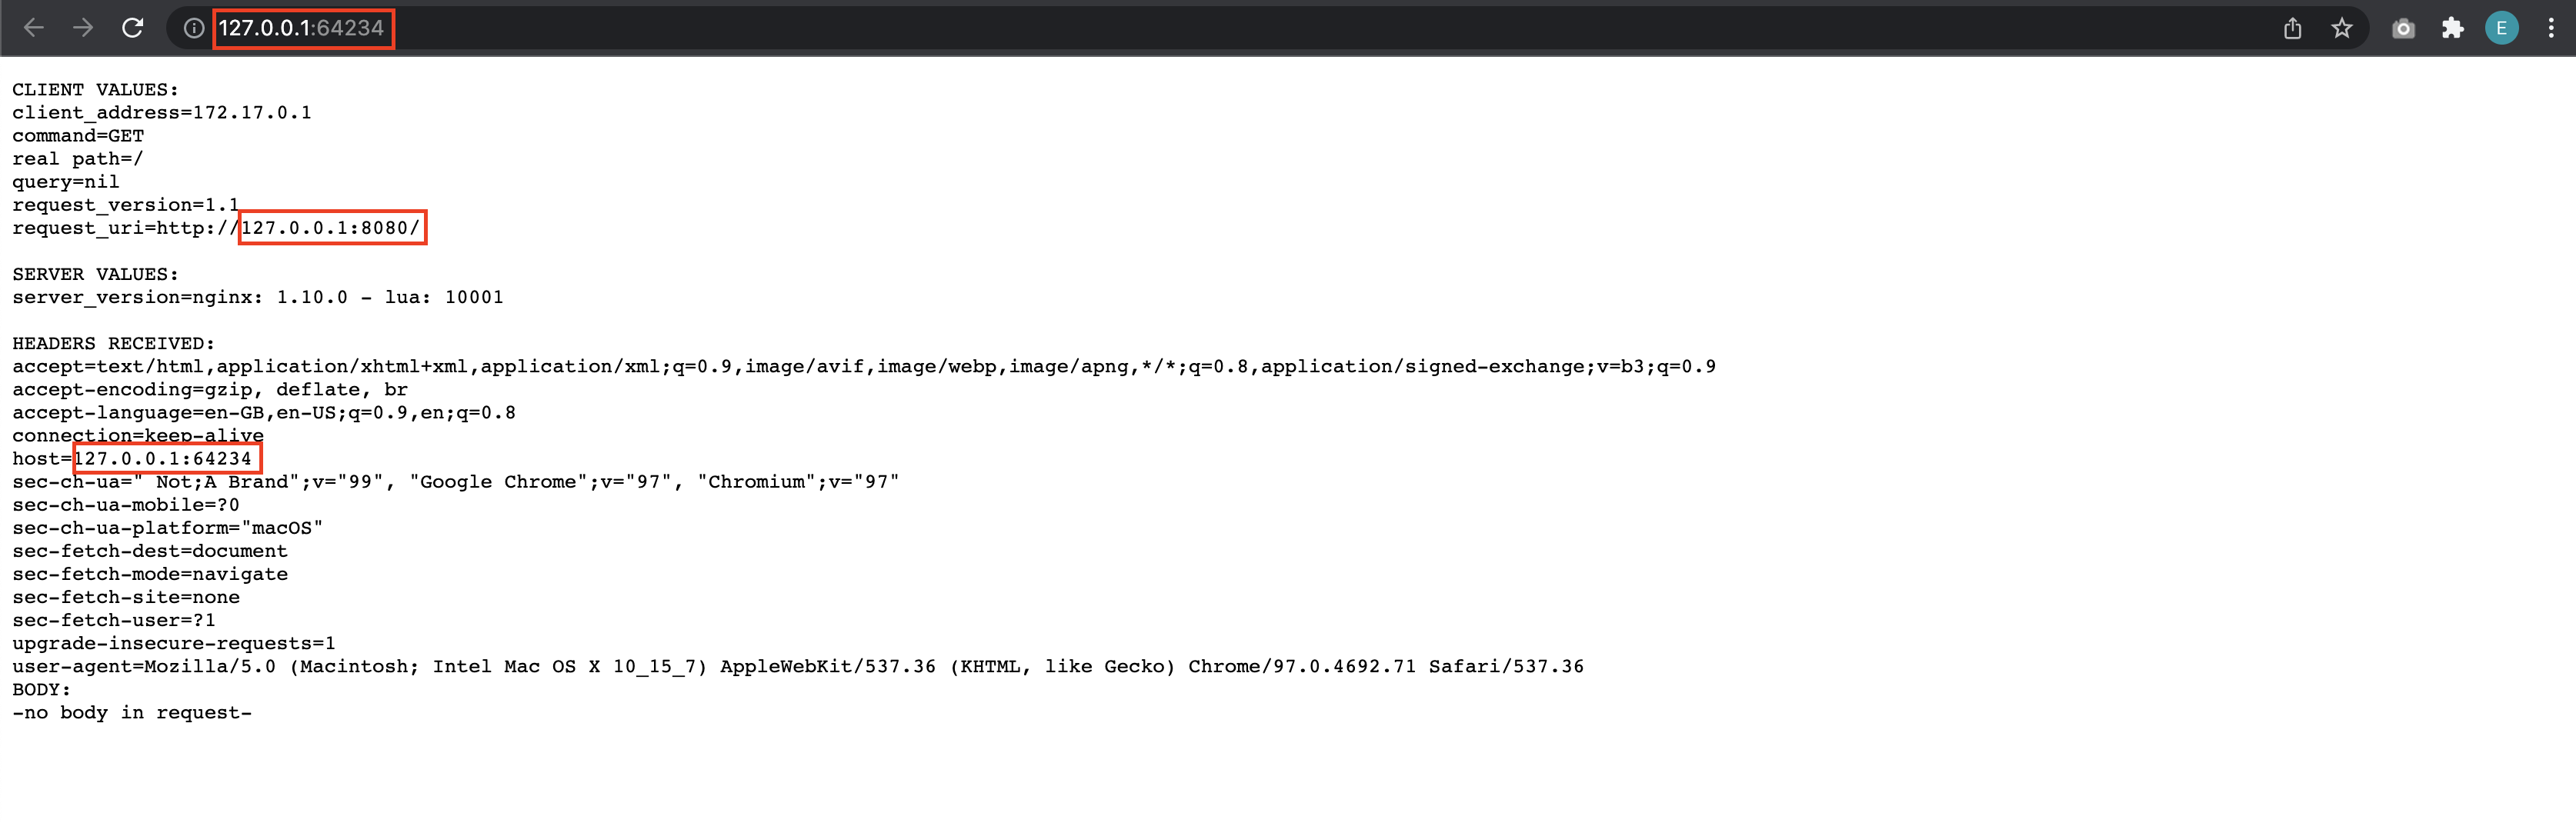 127.0.0.1:64234
E
CLIENT VALUES:
client_address=172.17.0.1
command=GET
real path=/
query=nil
request_version=1.1
request_uri=http://127.0.0.1:8080/
SERVER VALUES:
server_version=nginx: 1.10.0 - lua: 10001
HEADERS RECEIVED:
accept=text/html,application/xhtml+xml,application/xml;q=0.9,image/avif,image/webp,image/apng,*/*;q=0.8,application/signed-exchange;v=b3;q=0.9
accept-encoding=gzip, deflate, br
accept-language=en-GB,en-US;q=0.9,en;q=0.8
connection=keep-alive
host=127.0.0.1:64234
sec-ch-ua=" Not;A Brand";v="99", "Google Chrome";v="97", "Chromium";v="97"
sec-ch-ua-mobile=?0
sec-ch-ua-platform="macOS"
sec-fetch-dest=document
sec-fetch-mode=navigate
sec-fetch-site=none
sec-fetch-user=?1
upgrade-insecure-requests=1
user-agent=Mozilla/5.0 (Macintosh; Intel Mac OS X 10_15_7) AppleWebKit/537.36 (KHTML, like Gecko) Chrome/97.0.4692.71 Safari/537.36
BODY:
-no body in request-